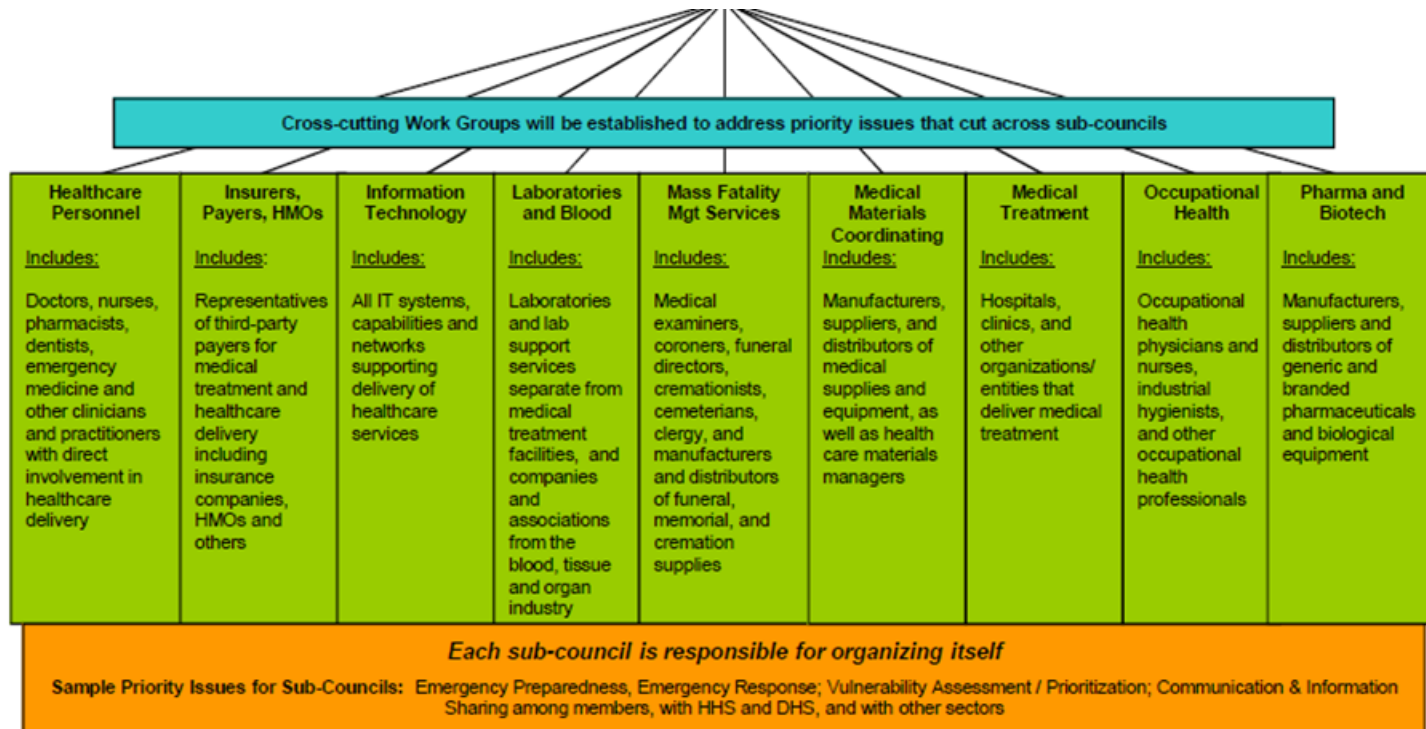 Cross-cutting Work Groups will be established to address priority issues that cut across sub-councils
Healthcare
Personnel
Includes:
Doctors, nurses,
pharmacists,
dentists,
emergency
medicine and
other clinicians
and practitioners
with direct
involvement in
healthcare
delivery
Insurers,
Payers, HMOs
Includes:
Representatives
of third-party
payers for
medical
treatment and
healthcare
delivery
including
insurance
companies,
HMOs and
others
Information
Technology
Includes:
All IT systems,
capabilities and
networks
supporting
delivery of
healthcare
services
Laboratories
and Blood
Includes:
Laboratories
and lab
support
services
separate from
medical
treatment
facilities, and
companies
and
associations
from the
blood, tissue
and organ
industry
Mass Fatality
Mgt Services
Includes:
Medical
examiners,
coroners, funeral
directors,
cremationists,
cemeterians,
clergy, and
manufacturers
and distributors
of funeral,
memorial, and
cremation
supplies
Medical
Materials
Coordinating
Includes:
Manufacturers,
suppliers, and
distributors of
medical
supplies and
equipment, as
well as health
care materials
managers
Medical
Treatment
Includes:
Hospitals,
clinics, and
other
organizations/
entities that
deliver medical
treatment
Occupational
Health
Includes:
Occupational
health
physicians and
nurses,
industrial
hygienists,
and other
occupational
health
professionals
Pharma and
Biotech
Includes:
Manufacturers,
suppliers and
distributors of
generic and
branded
pharmaceuticals
and biological
equipment
Each sub-council is responsible for organizing itself
Sample Priority Issues for Sub-Councils: Emergency Preparedness, Emergency Response; Vulnerability Assessment / Prioritization; Communication & Information
Sharing among members, with HHS and DHS, and with other sectors